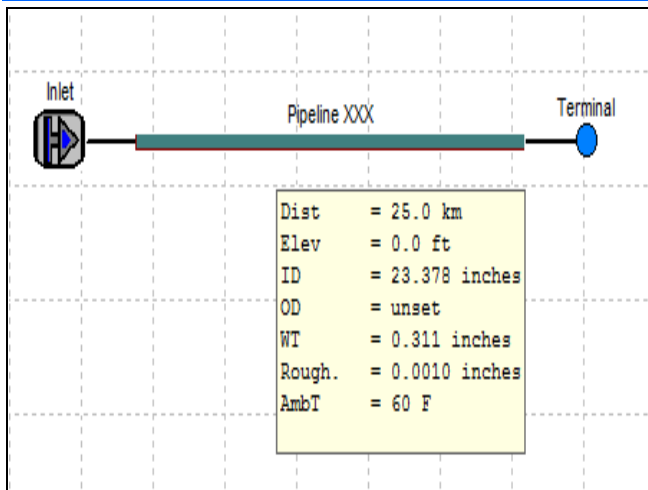 Inlet
Pipeline XXX
Terminal
Dist = 25.0 km
Elev = 0.0 ft
ID = 23.378 inches
OD = unset
WT = 0.311 inches
Rough. = 0.0010 inches
AmbT = 60 F